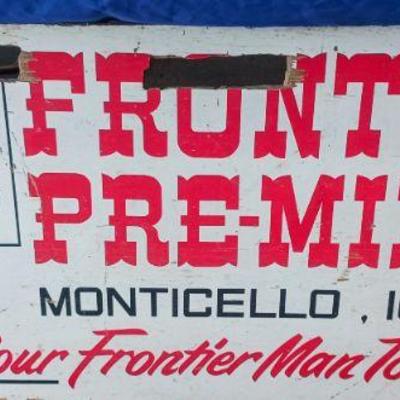 FRONT
PRE-MI
MONTICELLO, I
our Frontier Man To